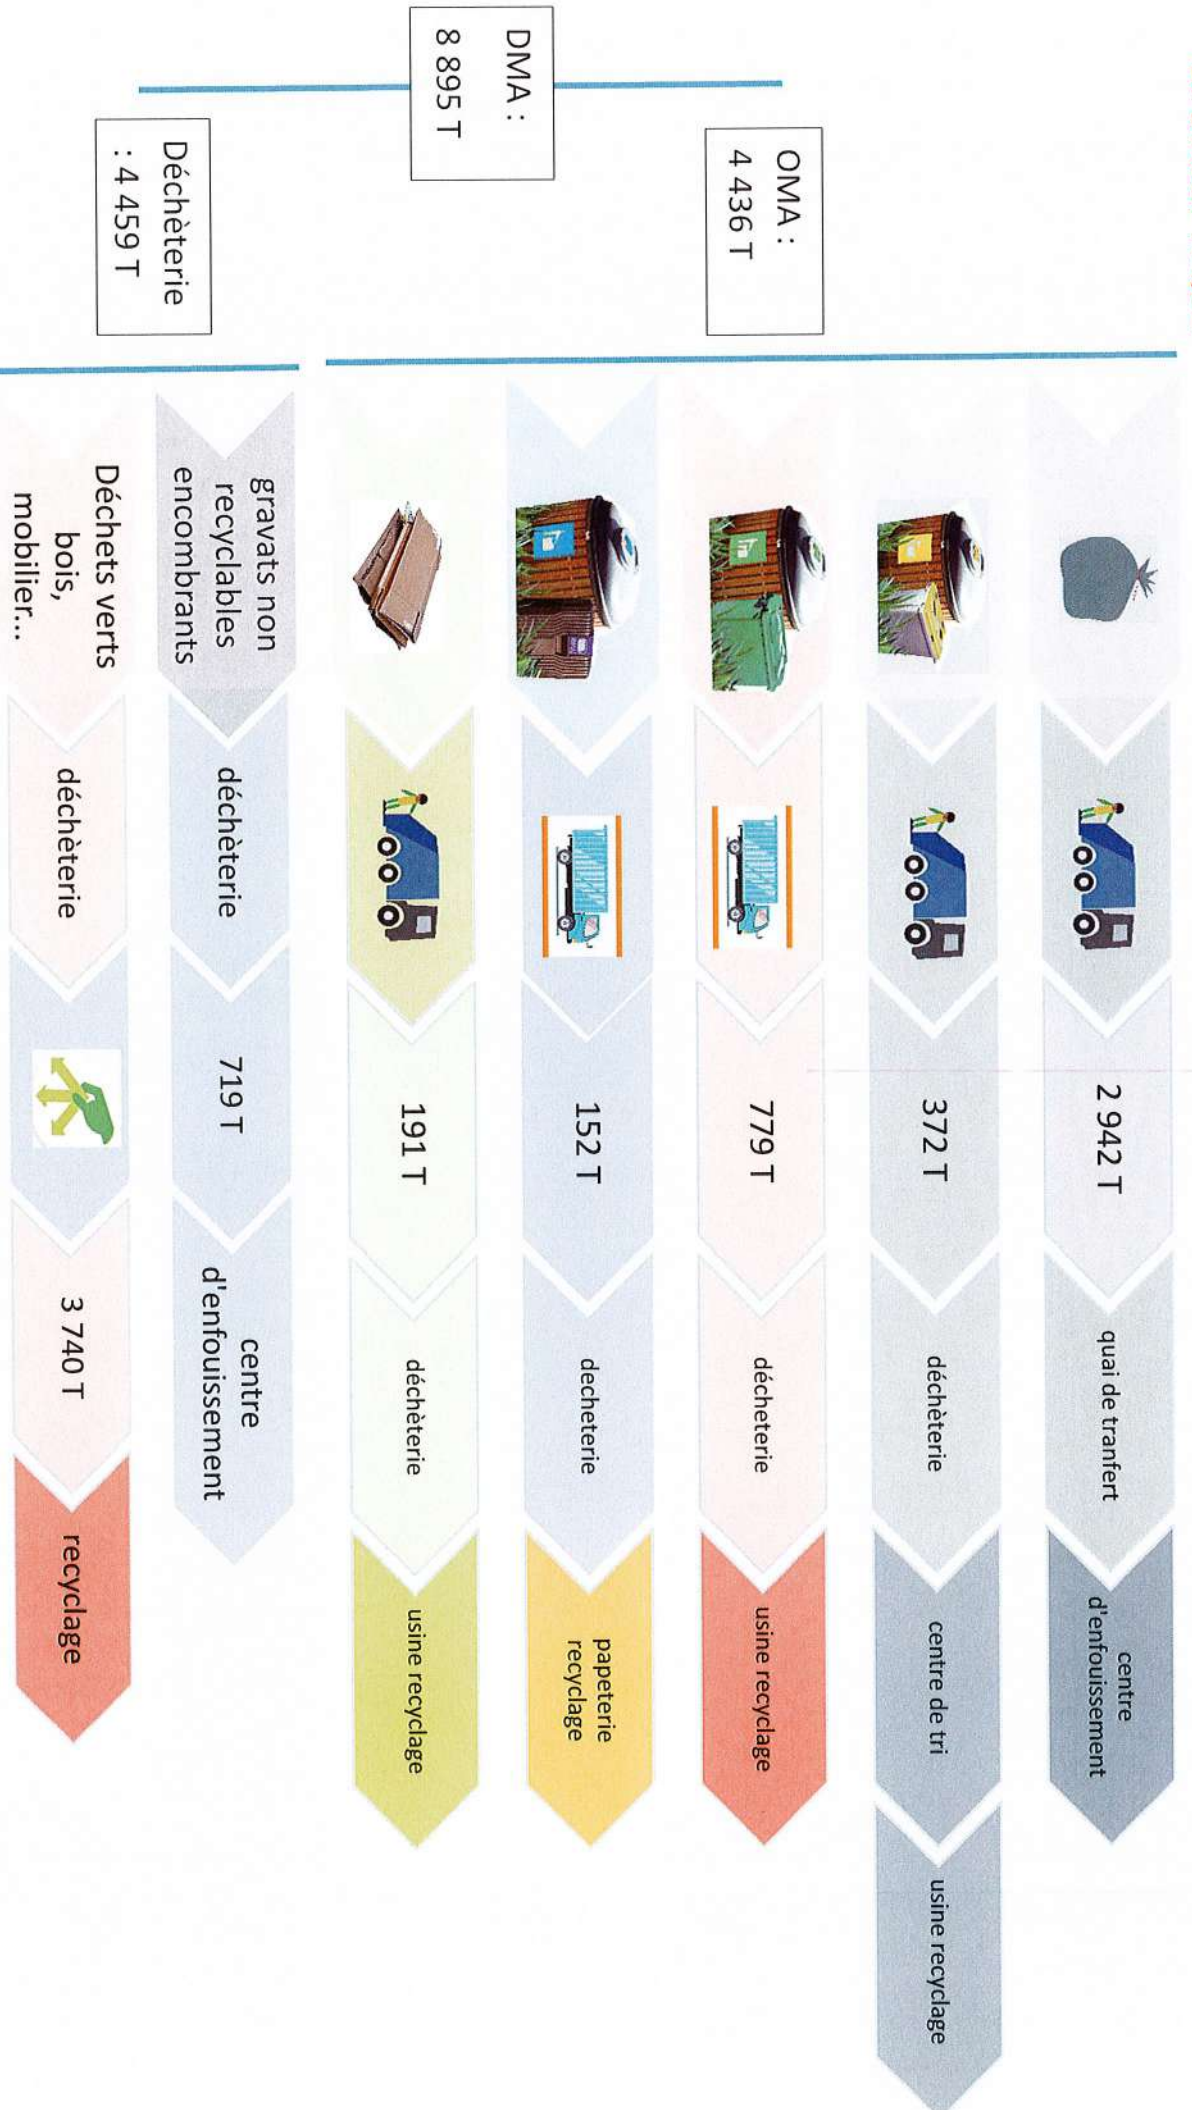 DMA :
8 895 T
OMA :
4 436 T
2 942 T
quai de tranfert
centre
d'enfouissement
372 T
déchèterie
centre de tri
usine recyclage
779 T
décheterie
usine recyclage
152 T
decheterie
papeterie
recyclage
191 T
déchèterie
usine recyclage
Déchèterie
: 4 459 T
gravats non
recyclables
encombrants
déchèterie
719 T
centre
d'enfouissement
Déchets verts
bois,
mobilier...
déchèterie
3 740 T
recyclage